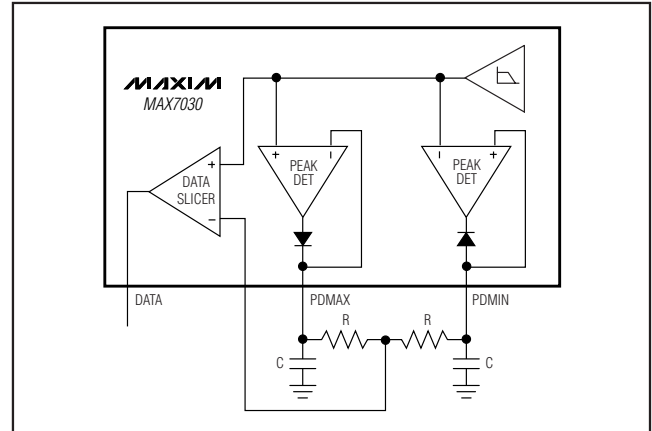 MAXIM
MAX7030
DATA
SLICER
+
−
PEAK
DET
+
−
PEAK
DET
−
+
DATA
PDMAX
PDMIN
R
R
C
C